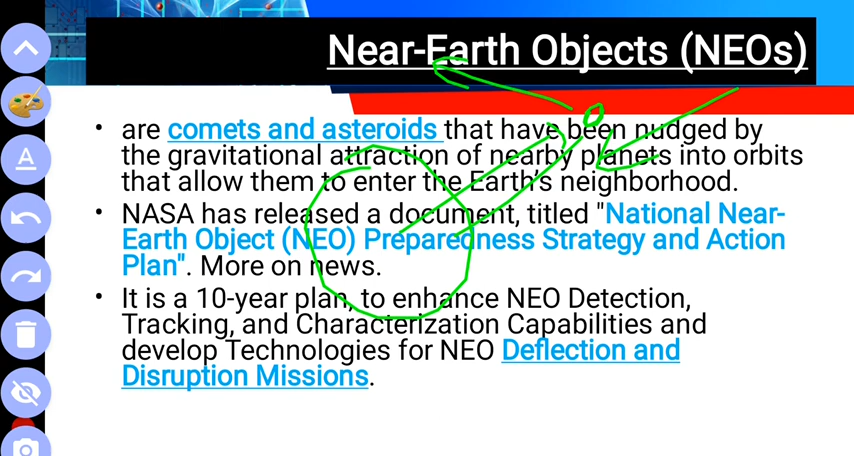 Near-Earth Objects (NEOs)
• are comets and asteroids that have been nudged by
the gravitational attraction of nearby planets into orbits
that allow them to enter the Earth's neighborhood.
• NASA has released a document, titled "National Near-
Earth Object (NEO) Preparedness Strategy and Action
Plan". More on news.
• It is a 10-year plan, to enhance NEO Detection,
Tracking, and Characterization Capabilities and
develop Technologies for NEO Deflection and
Disruption Missions.